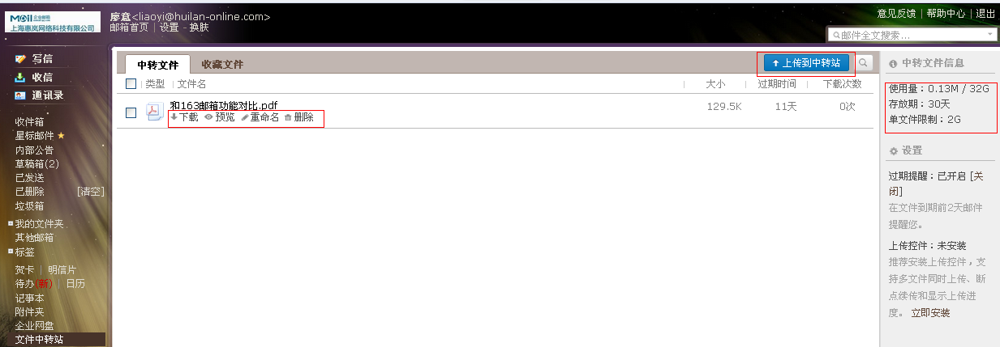 Mail 企业邮箱
上海惠岚网络科技有限公司
廖意<liaoyi@huilan-online.com>
邮箱首页 | 设置 - 换肤
意见反馈 | 帮助中心 | 退出
邮件全文搜索...
写信
收信
通讯录
收件箱
星标邮件
内部公告
草稿箱(2)
已发送
已删除 [清空]
垃圾箱
我的文件夹
其他邮箱
标签
贺卡 | 明信片
待办(新) | 日历
记事本
附件夹
企业网盘
文件中转站
中转文件 收藏文件
上传到中转站
类型 文件名 大小 过期时间 下载次数
和163邮箱功能对比.pdf 129.5K 11天 0次
下载 预览 重命名 删除
中转文件信息
使用量：0.13M / 32G
存放期：30天
单文件限制：2G
设置
过期提醒：已开启 [关
闭]
在文件到期前2天邮件
提醒您。
上传控件：未安装
推荐安装上传控件，支
持多文件同时上传、断
点续传和显示上传进
度。 立即安装